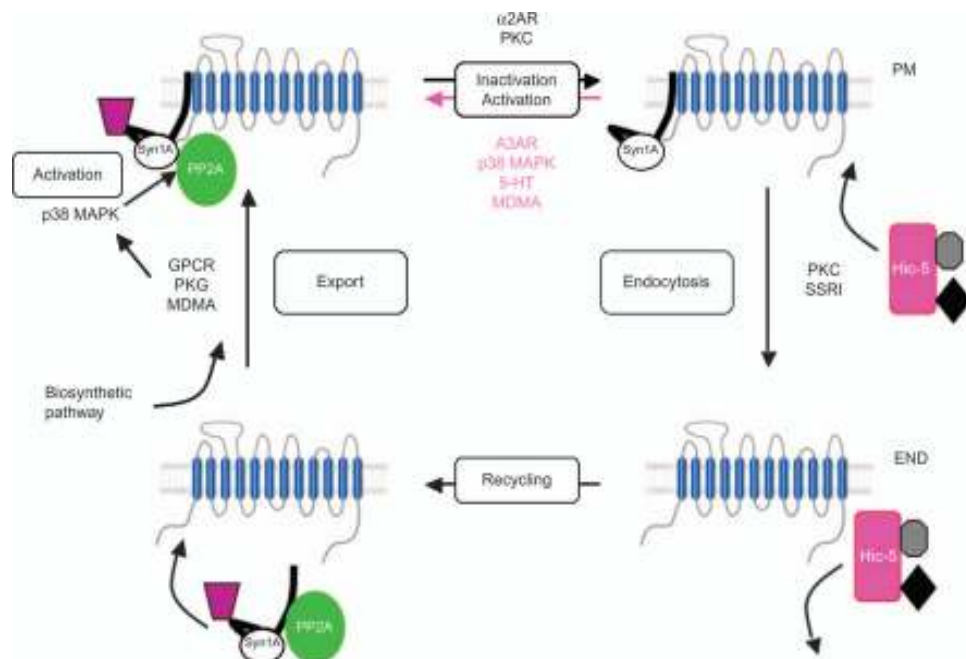 α2AR
PKC
Inactivation
Activation
PM
Syn1A
PP2A
Syn1A
A3AR
p38 MAPK
5-HT
MDMA
Activation
p38 MAPK
GPCR
PKG
MDMA
Export
Endocytosis
PKC
SSRI
Hic-5
Biosynthetic
pathway
Recycling
END
Hic-5
Syn1A
PP2A